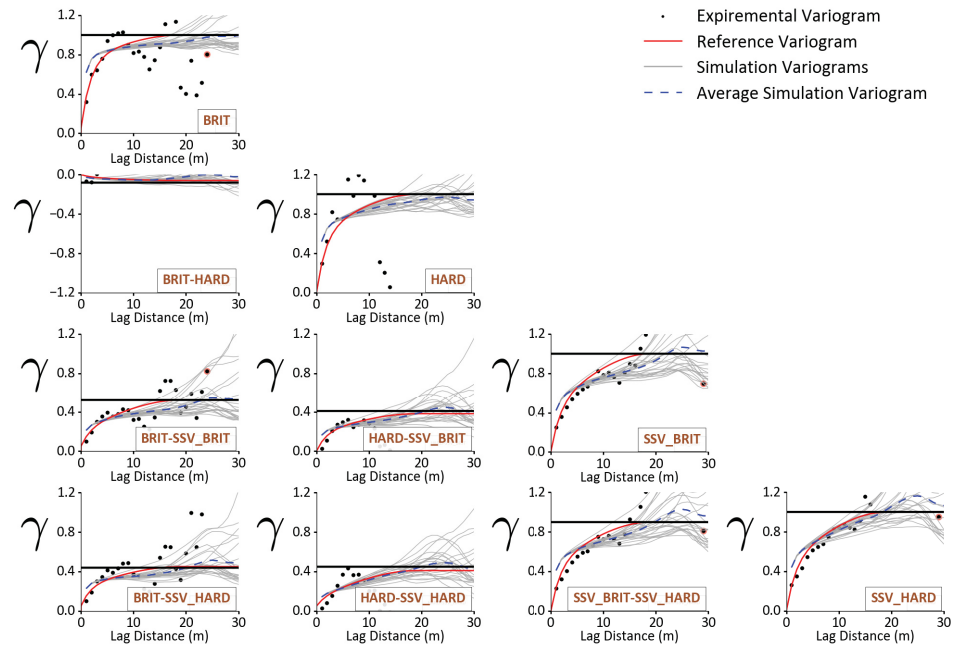 Expiremental Variogram
Reference Variogram
Simulation Variograms
Average Simulation Variogram
γ
1.2
0.8
0.4
0.0
0 10 20 30
BRIT
Lag Distance (m)
γ
0.0
−0.4
−0.8
−1.2
0 10 20 30
BRIT-HARD
Lag Distance (m)
γ
1.2
0.8
0.4
0.0
0 10 20 30
HARD
Lag Distance (m)
γ
1.2
0.8
0.4
0.0
0 10 20 30
BRIT-SSV_BRIT
Lag Distance (m)
γ
1.2
0.8
0.4
0.0
0 10 20 30
HARD-SSV_BRIT
Lag Distance (m)
γ
1.2
0.8
0.4
0.0
0 10 20 30
SSV_BRIT
Lag Distance (m)
γ
1.2
0.8
0.4
0.0
0 10 20 30
BRIT-SSV_HARD
Lag Distance (m)
γ
1.2
0.8
0.4
0.0
0 10 20 30
HARD-SSV_HARD
Lag Distance (m)
γ
1.2
0.8
0.4
0.0
0 10 20 30
SSV_BRIT-SSV_HARD
Lag Distance (m)
γ
1.2
0.8
0.4
0.0
0 10 20 30
SSV_HARD
Lag Distance (m)